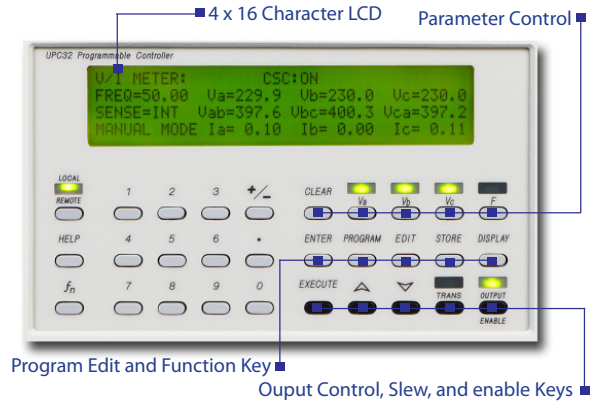 4 x 16 Character LCD
Parameter Control
UPC32 Programmable Controller
V/I METER: CSC:ON
FREQ=50.00 Va=229.9 Vb=230.0 Vc=230.0
SENSE=INT Vab=397.6 Vbc=400.3 Vca=397.2
MANUAL MODE Ia= 0.10 Ib= 0.00 Ic= 0.11
LOCAL
REMOTE
1 2 3 +/- CLEAR Va Vb Vc F
HELP 4 5 6 . ENTER PROGRAM EDIT STORE DISPLAY
fn 7 8 9 0 EXECUTE TRANS OUTPUT
ENABLE
Program Edit and Function Key
Ouput Control, Slew, and enable Keys